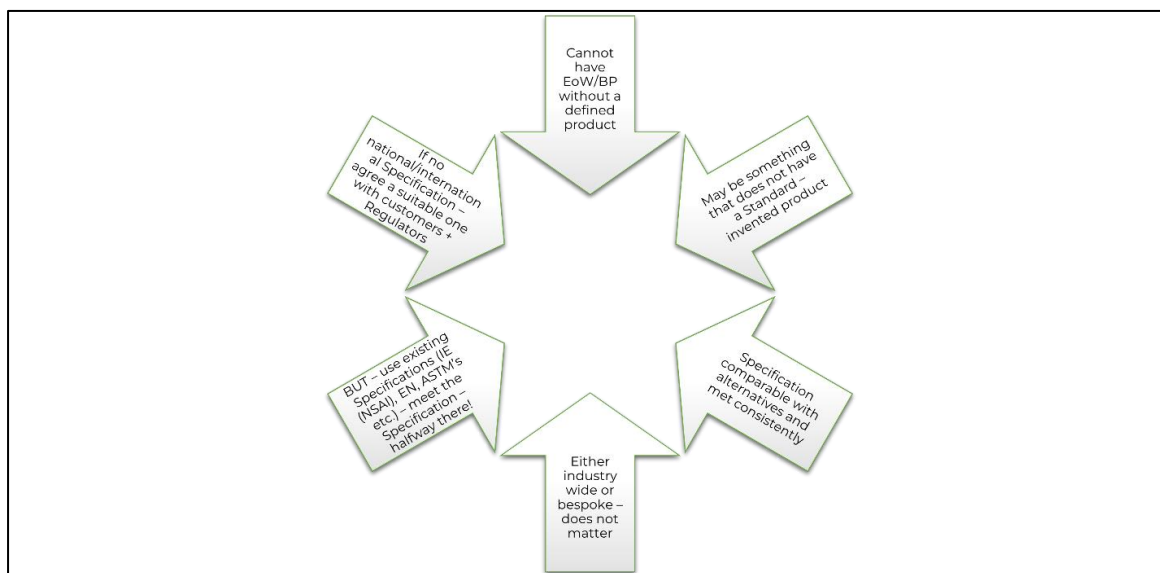 Cannot
have
EoW/BP
without a
defined
product
May be something
that does not have
a Standard –
invented product
Specification
comparable with
alternatives and
met consistently
Either
industry
wide or
bespoke –
does not
matter
BUT – use existing
Specifications (IE
(NSAI), EN, ASTM's
etc.) – meet the
Specification –
halfway there!
If no
national/internation
al Specification –
agree a suitable one
with customers +
Regulators